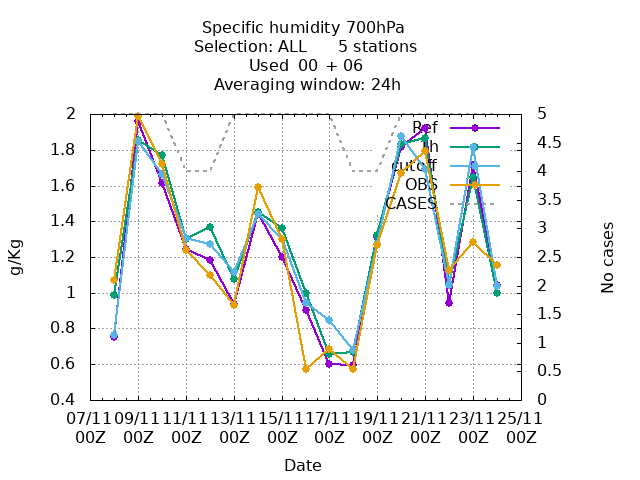 Specific humidity 700hPa
Selection: ALL 5 stations
Used 00 + 06
Averaging window: 24h
2
1.8
1.6
1.4
1.2
1
0.8
0.6
0.4
g/Kg
5
4.5
4
3.5
3
2.5
2
1.5
1
0.5
0
No cases
Ref
cutoff
OBS
CASES
07/11 09/11 11/11 13/11 15/11 17/11 19/11 21/11 23/11 25/11
00Z 00Z 00Z 00Z 00Z 00Z 00Z 00Z 00Z 00Z
Date